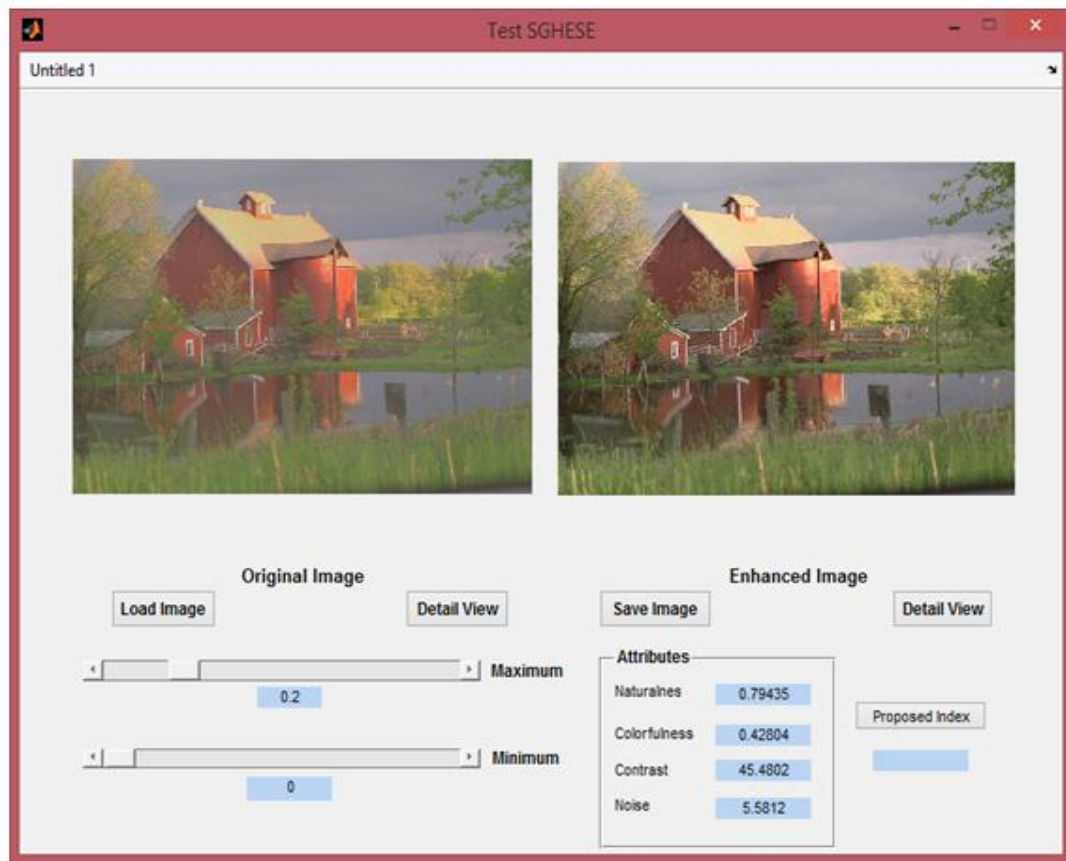 Test SGHESE
Untitled 1
Original Image
Enhanced Image
Load Image
Detail View
Save Image
Detail View
Maximum
0.2
Minimum
0
Attributes
Naturalnes 0.79435
Colorfulness 0.42804
Contrast 45.4802
Noise 5.5812
Proposed Index